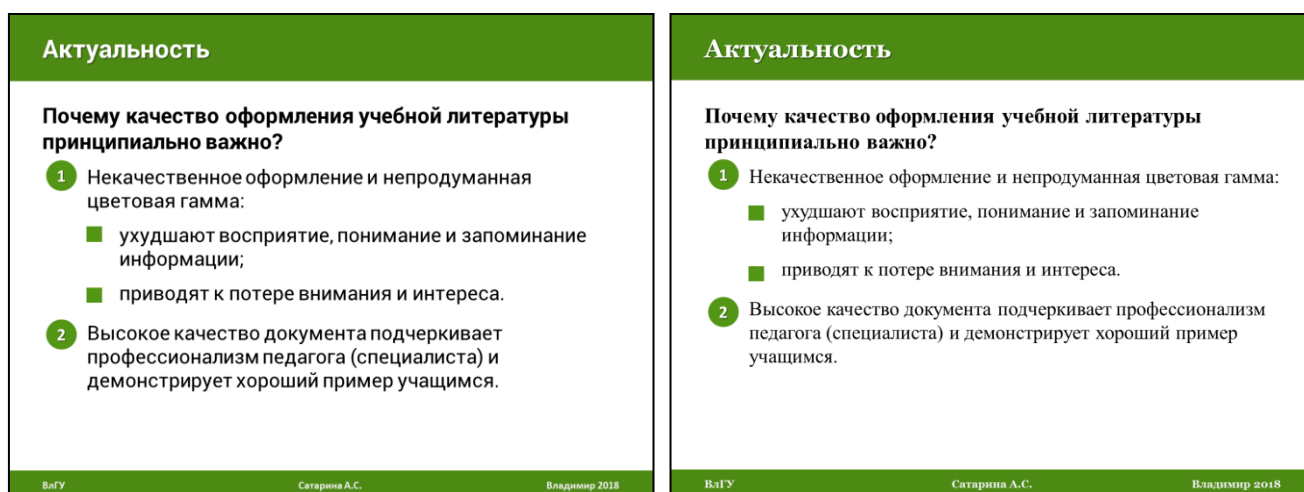 Актуальность
Почему качество оформления учебной литературы
принципиально важно?
1 Некачественное оформление и непродуманная
цветовая гамма:
ухудшают восприятие, понимание и запоминание
информации;
приводят к потере внимания и интереса.
2 Высокое качество документа подчеркивает
профессионализм педагога (специалиста) и
демонстрирует хороший пример учащимся.
ВлГУ Сатарина А.С. Владимир 2018
Актуальность
Почему качество оформления учебной литературы
принципиально важно?
1 Некачественное оформление и непродуманная цветовая гамма:
ухудшают восприятие, понимание и запоминание
информации;
приводят к потере внимания и интереса.
2 Высокое качество документа подчеркивает профессионализм
педагога (специалиста) и демонстрирует хороший пример
учащимся.
ВлГУ Сатарина А.С. Владимир 2018